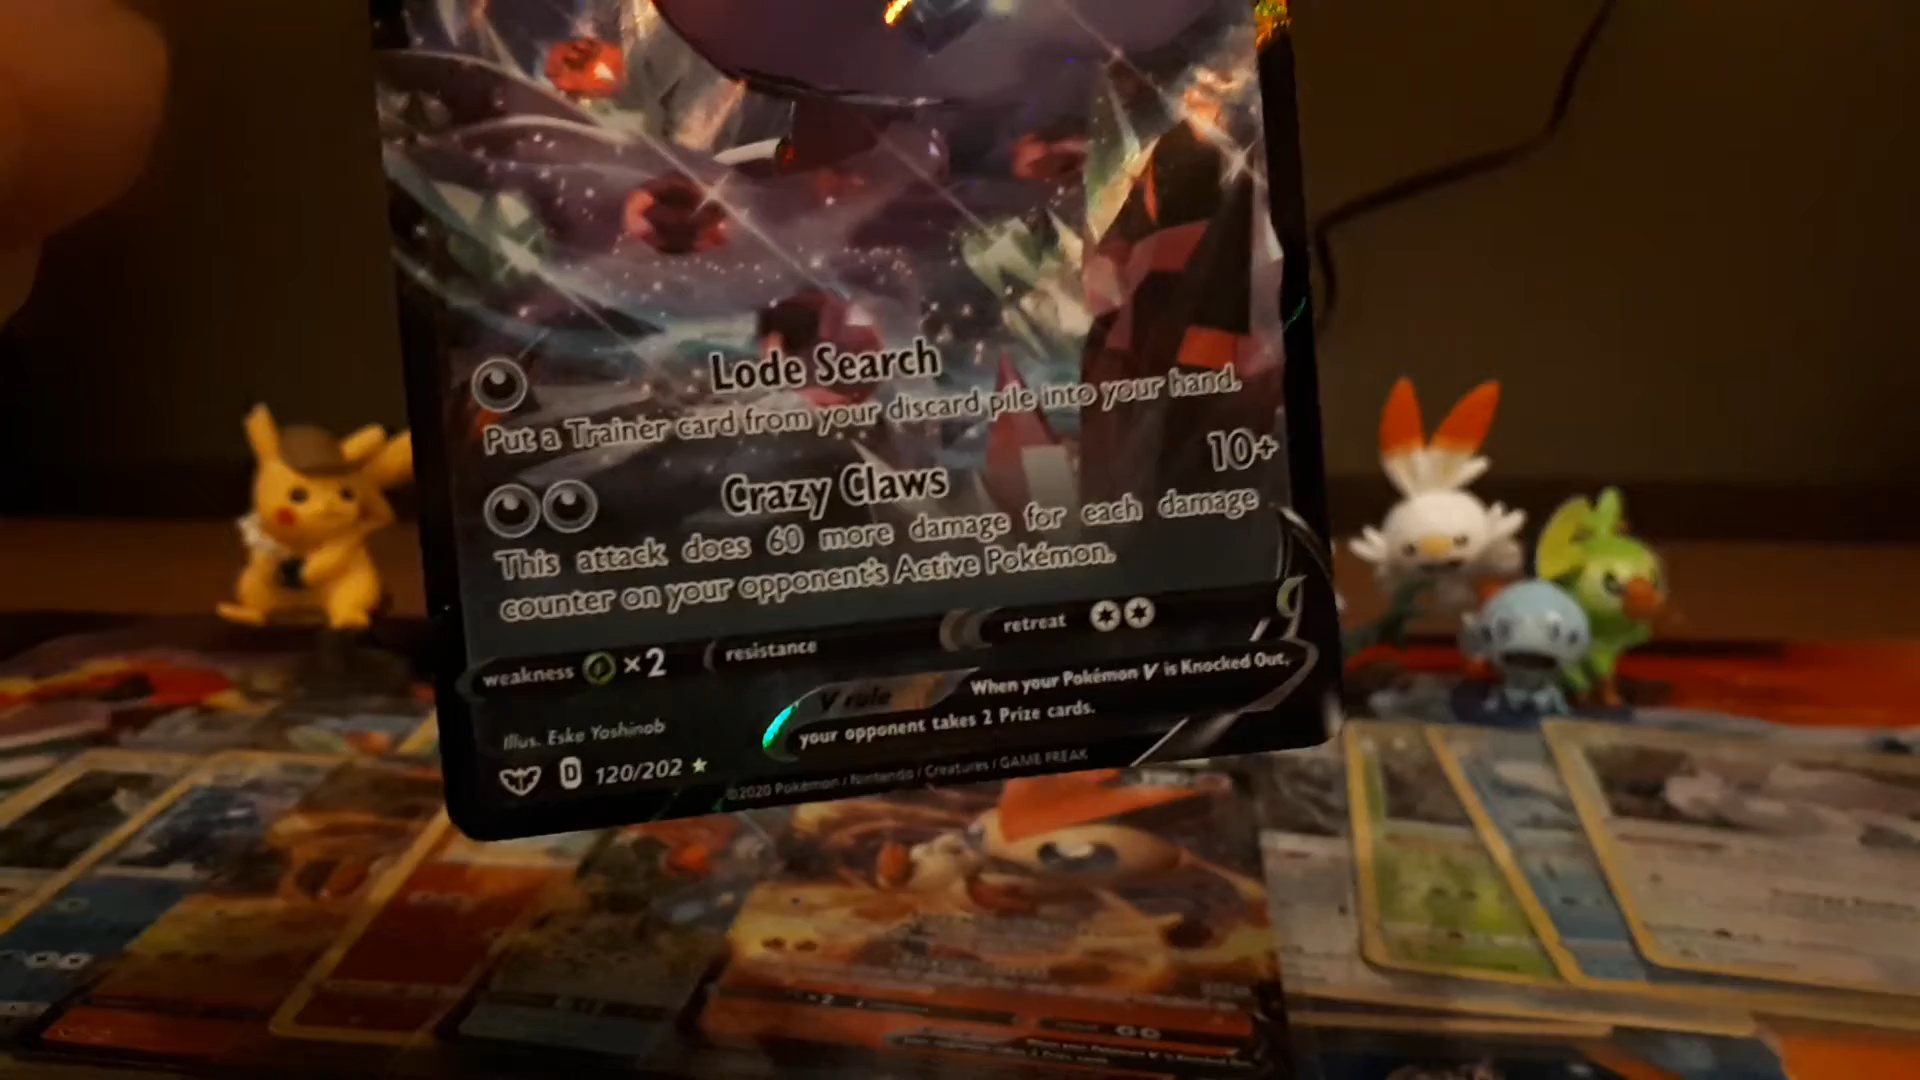 Lode Search
Put a Trainer card from your discard pile into your hand.
Crazy Claws 10+
This attack does 60 more damage for each damage
counter on your opponent's Active Pokémon.
weakness ×2 resistance retreat
V rule When your Pokémon V is Knocked Out,
your opponent takes 2 Prize cards.
Illus. Eske Yoshinob
D 120/202
©2020 Pokémon / Nintendo / Creatures / GAME FREAK